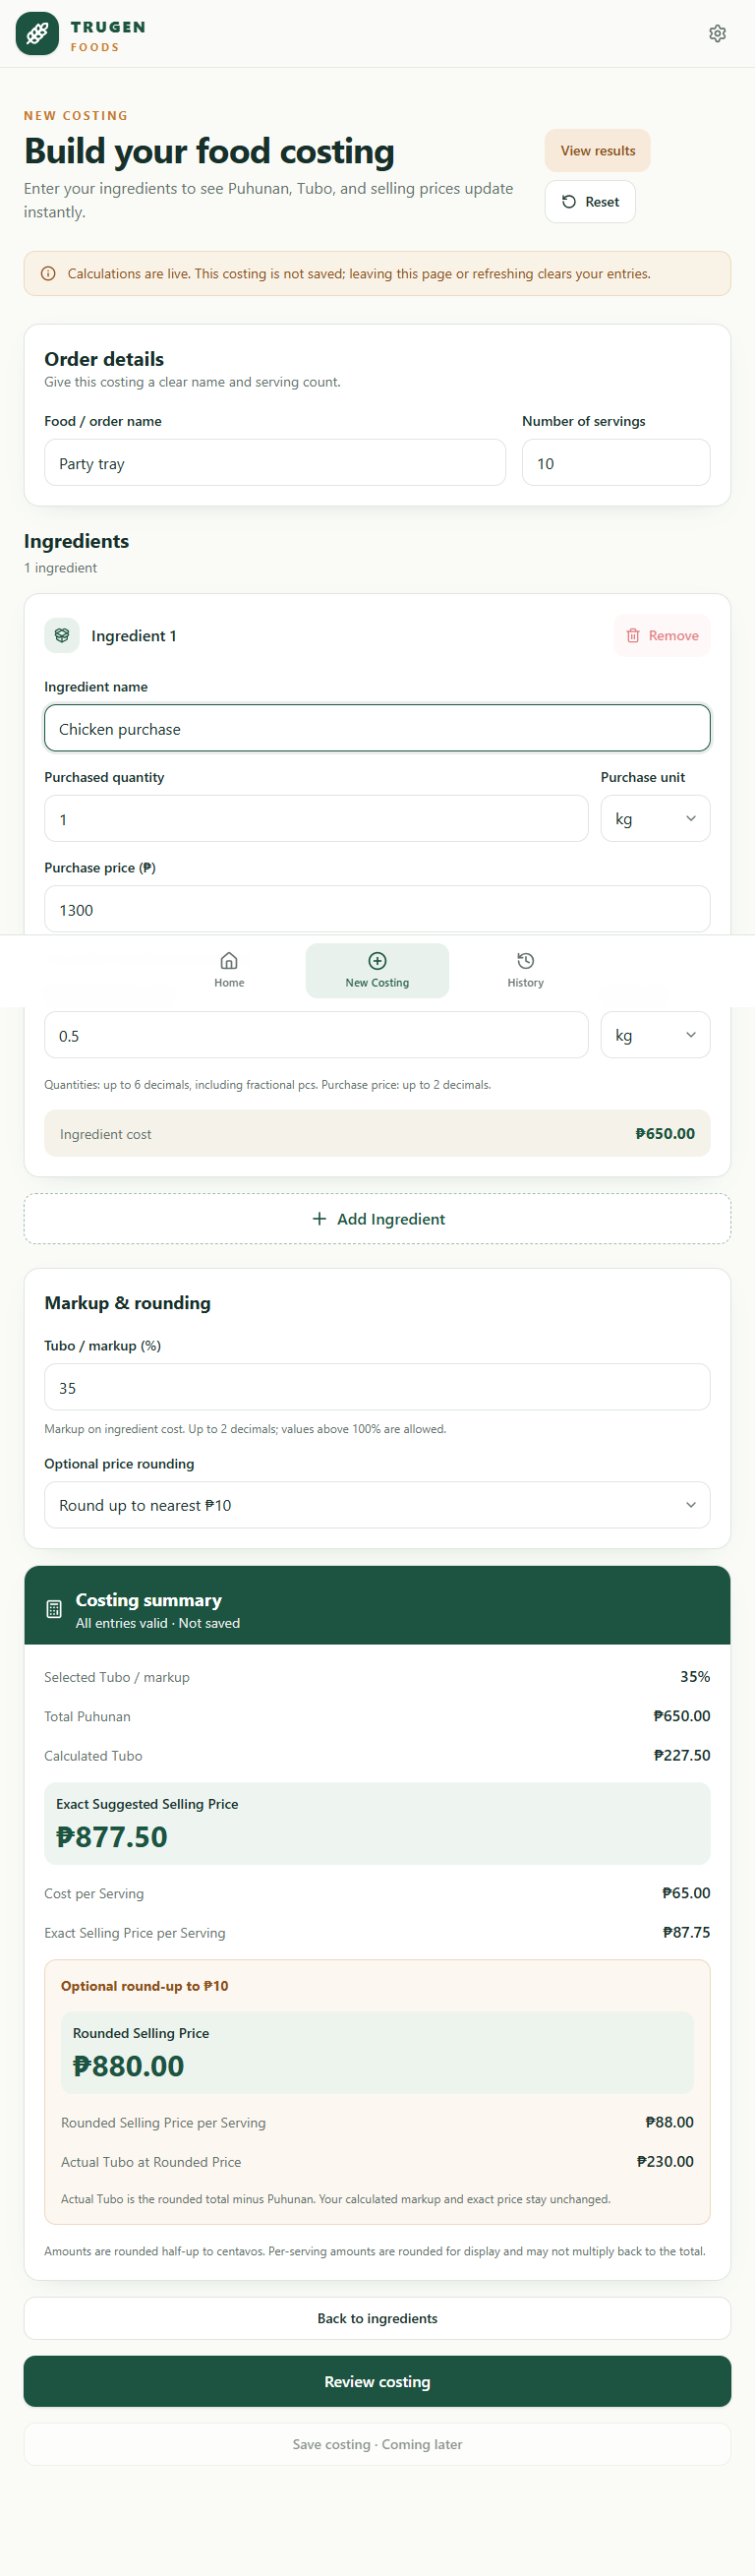 TRUGEN
FOODS
NEW COSTING
Build your food costing
Enter your ingredients to see Puhunan, Tubo, and selling prices update
instantly.
View results
Reset
Calculations are live. This costing is not saved; leaving this page or refreshing clears your entries.
Order details
Give this costing a clear name and serving count.
Food / order name
Number of servings
Party tray
10
Ingredients
1 ingredient
Ingredient 1
Remove
Ingredient name
Chicken purchase
Purchased quantity
Purchase unit
1
kg
Purchase price (₱)
1300
Home
New Costing
History
0.5
kg
Quantities: up to 6 decimals, including fractional pcs. Purchase price: up to 2 decimals.
Ingredient cost
₱650.00
Add Ingredient
Markup & rounding
Tubo / markup (%)
35
Markup on ingredient cost. Up to 2 decimals; values above 100% are allowed.
Optional price rounding
Round up to nearest ₱10
Costing summary
All entries valid · Not saved
Selected Tubo / markup
35%
Total Puhunan
₱650.00
Calculated Tubo
₱227.50
Exact Suggested Selling Price
₱877.50
Cost per Serving
₱65.00
Exact Selling Price per Serving
₱87.75
Optional round-up to ₱10
Rounded Selling Price
₱880.00
Rounded Selling Price per Serving
₱88.00
Actual Tubo at Rounded Price
₱230.00
Actual Tubo is the rounded total minus Puhunan. Your calculated markup and exact price stay unchanged.
Amounts are rounded half-up to centavos. Per-serving amounts are rounded for display and may not multiply back to the total.
Back to ingredients
Review costing
Save costing · Coming later